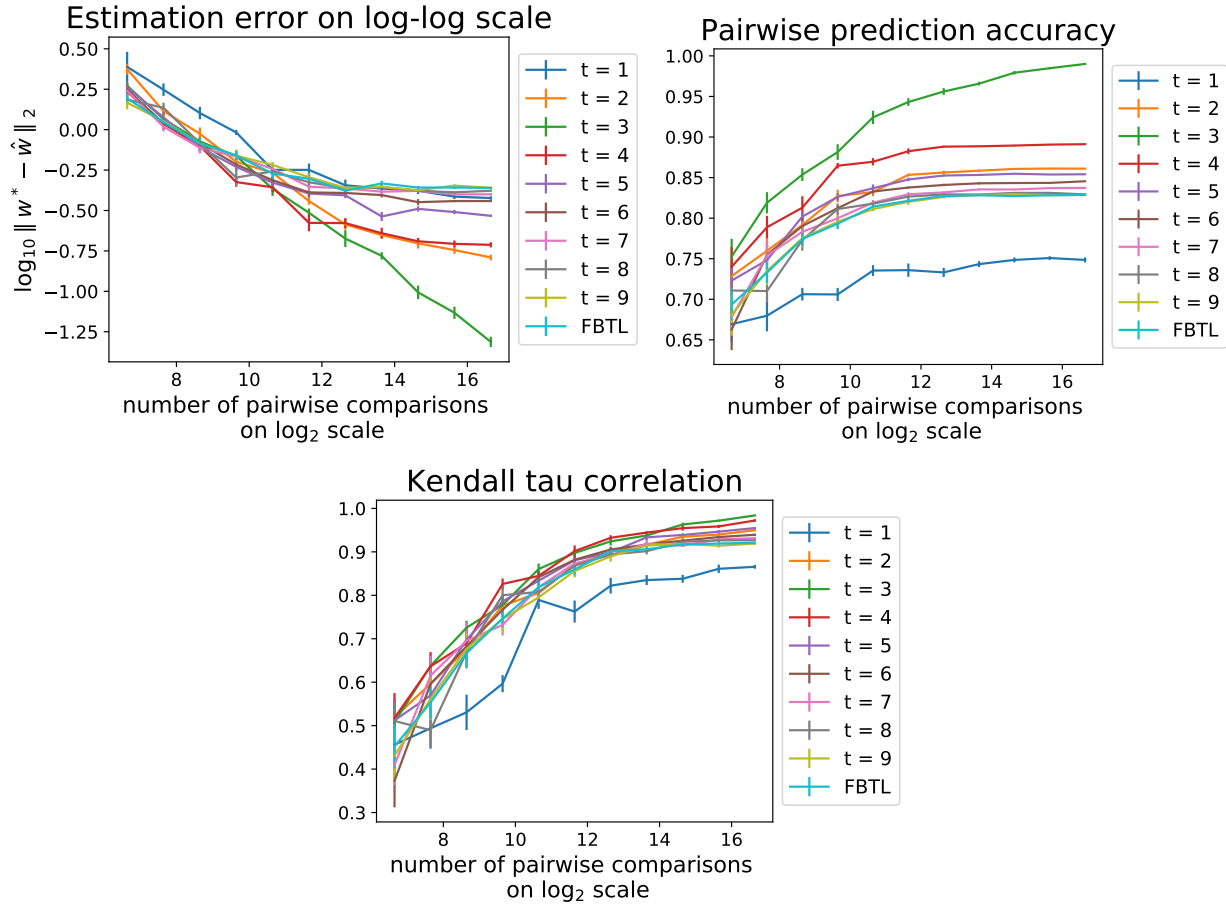 Estimation error on log-log scale
0.50
0.25
0.00
−0.25
−0.50
−0.75
−1.00
−1.25
log₁₀ ‖ w* − ŵ ‖₂
8 10 12 14 16
number of pairwise comparisons
on log₂ scale
t = 1
t = 2
t = 3
t = 4
t = 5
t = 6
t = 7
t = 8
t = 9
FBTL
Pairwise prediction accuracy
1.00
0.95
0.90
0.85
0.80
0.75
0.70
0.65
8 10 12 14 16
number of pairwise comparisons
on log₂ scale
t = 1
t = 2
t = 3
t = 4
t = 5
t = 6
t = 7
t = 8
t = 9
FBTL
Kendall tau correlation
1.0
0.9
0.8
0.7
0.6
0.5
0.4
0.3
8 10 12 14 16
number of pairwise comparisons
on log₂ scale
t = 1
t = 2
t = 3
t = 4
t = 5
t = 6
t = 7
t = 8
t = 9
FBTL